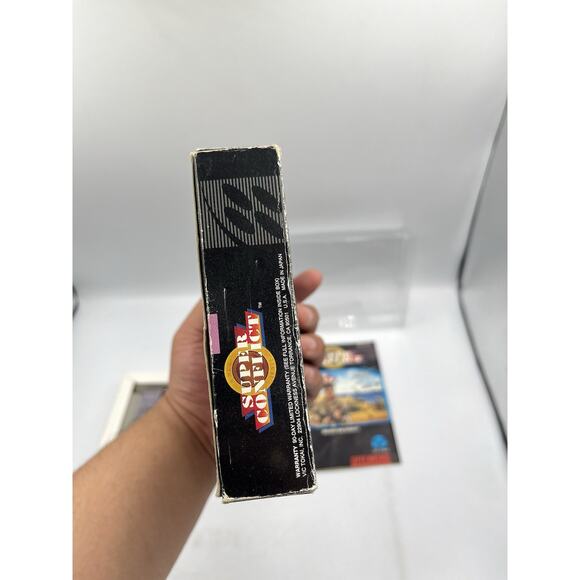 SUPER
CONFLICT™
WARRANTY 90-DAY LIMITED WARRANTY (SEE FULL INFORMATION INSIDE BOX)
VIC TOKAI, INC. 22904 LOCKNESS AVENUE TORRANCE, CA 90501 U.S.A. MADE IN JAPAN